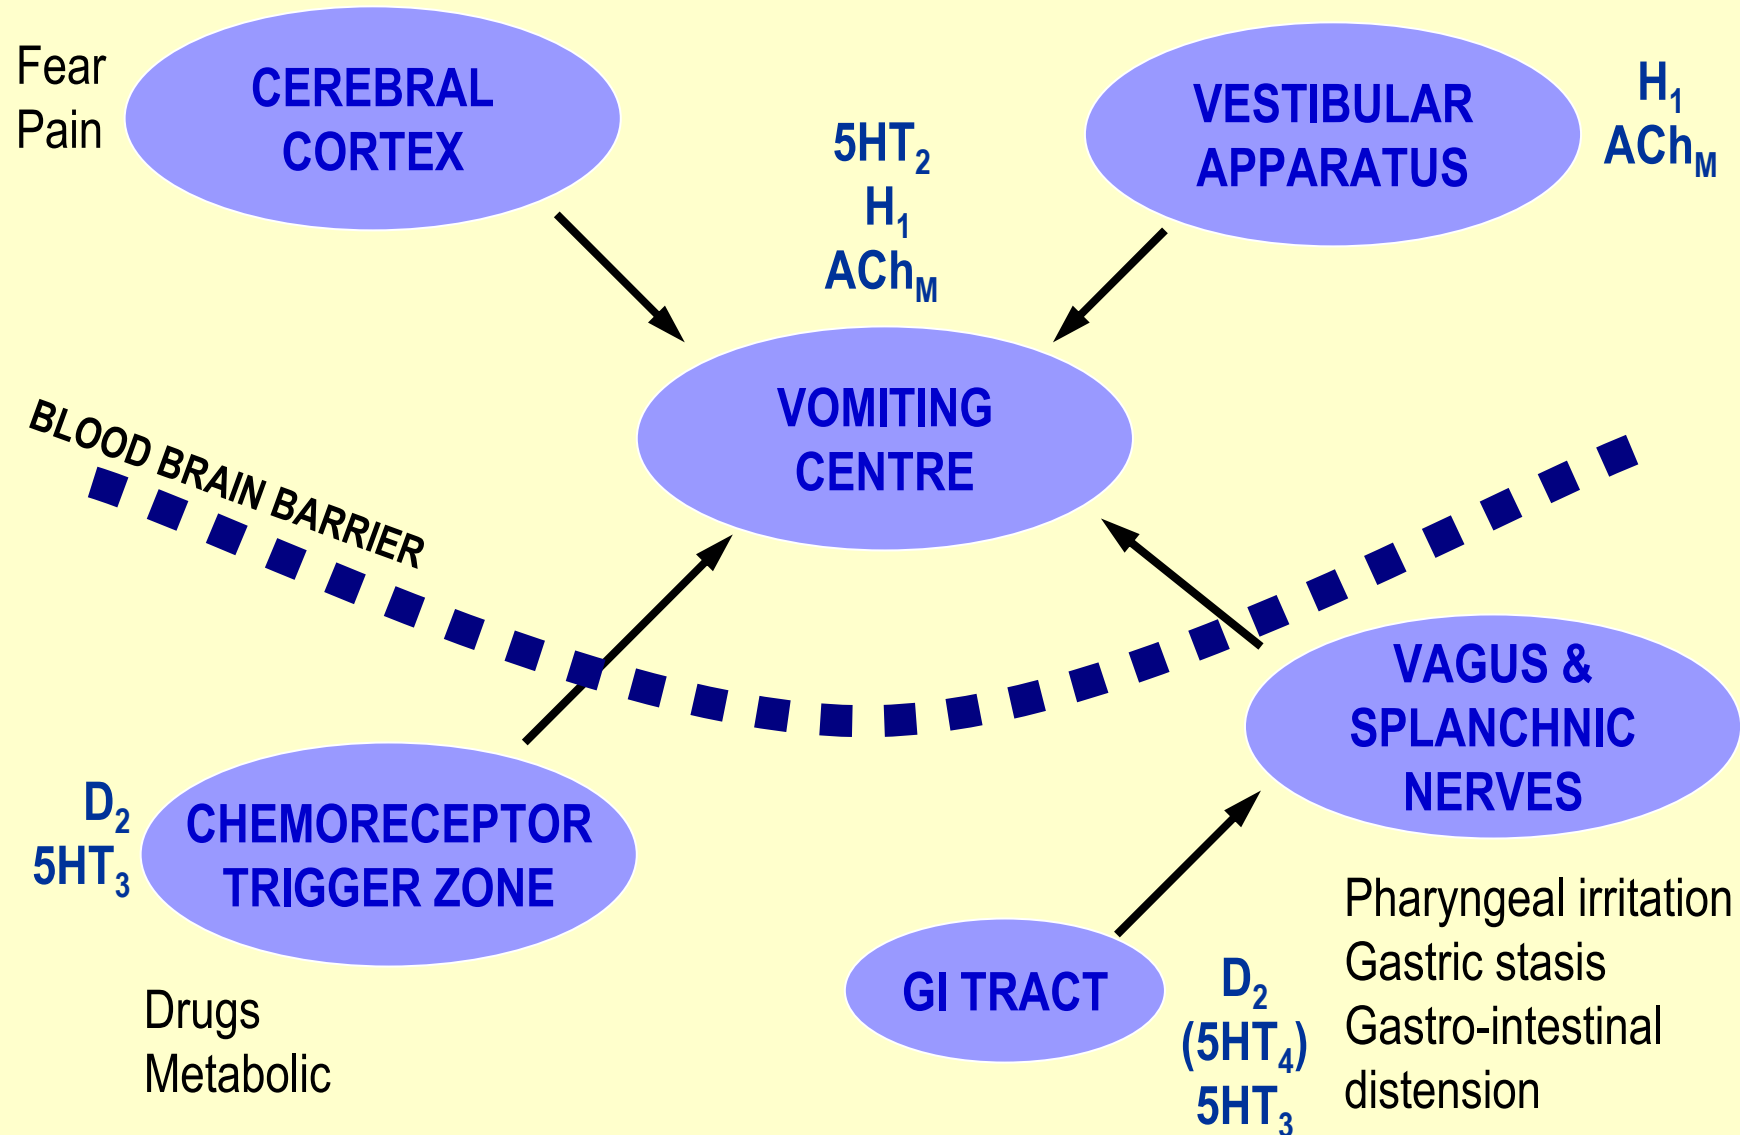 Fear
Pain
CEREBRAL
CORTEX
5HT₂
H₁
AChM
VESTIBULAR
APPARATUS
H₁
AChM
VOMITING
CENTRE
BLOOD BRAIN BARRIER
D₂
5HT₃
CHEMORECEPTOR
TRIGGER ZONE
Drugs
Metabolic
VAGUS &
SPLANCHNIC
NERVES
GI TRACT
D₂
(5HT₄)
5HT₃
Pharyngeal irritation
Gastric stasis
Gastro-intestinal
distension